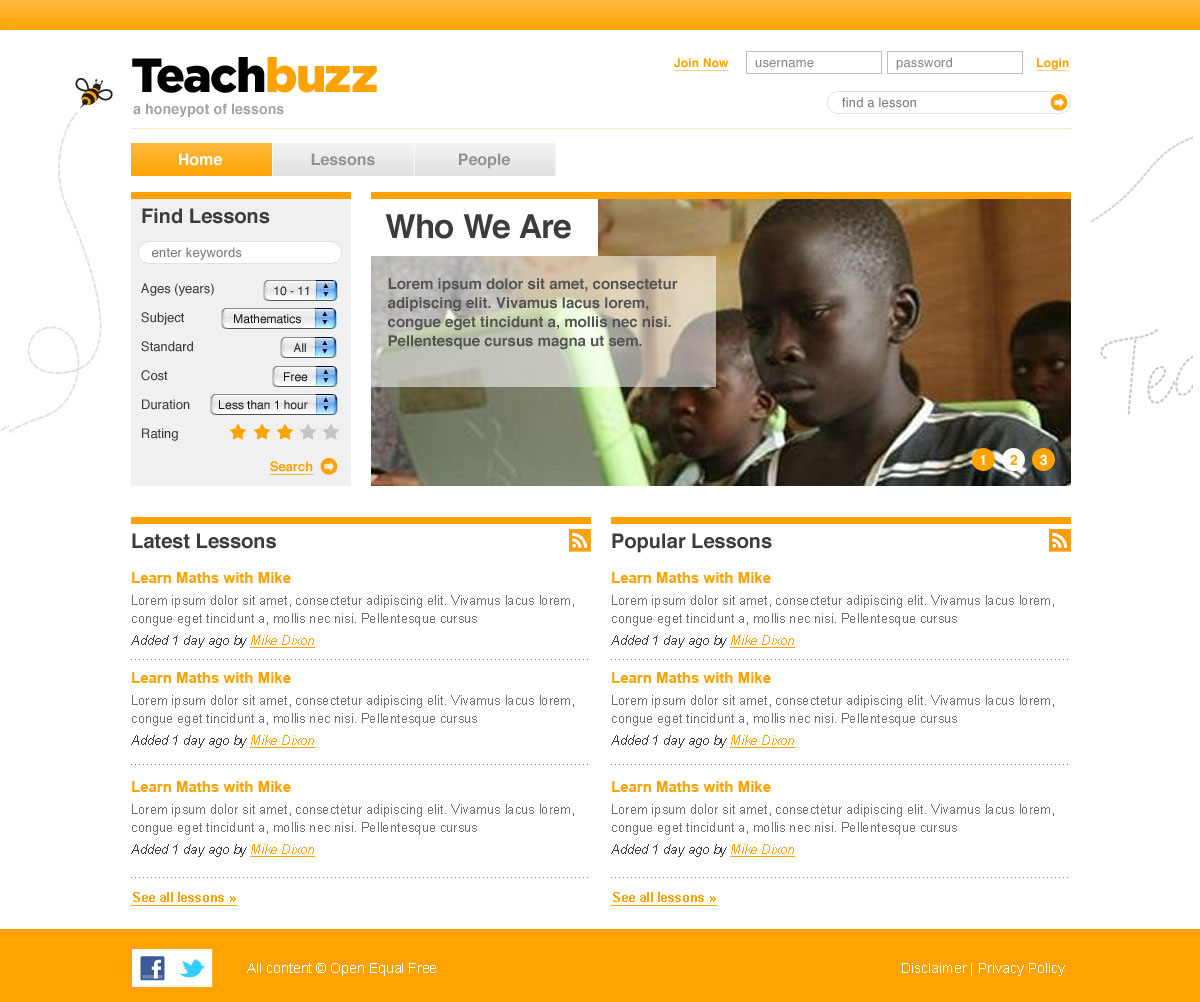 Teachbuzz
a honeypot of lessons
Join Now
username
password
Login
find a lesson
Home
Lessons
People
Find Lessons
enter keywords
Ages (years)
10 - 11
Subject
Mathematics
Standard
All
Cost
Free
Duration
Less than 1 hour
Rating
Search
Who We Are
Lorem ipsum dolor sit amet, consectetur
adipiscing elit. Vivamus lacus lorem,
congue eget tincidunt a, mollis nec nisi.
Pellentesque cursus magna ut sem.
1 2 3
Latest Lessons
Learn Maths with Mike
Lorem ipsum dolor sit amet, consectetur adipiscing elit. Vivamus lacus lorem,
congue eget tincidunt a, mollis nec nisi. Pellentesque cursus
Added 1 day ago by Mike Dixon
Learn Maths with Mike
Lorem ipsum dolor sit amet, consectetur adipiscing elit. Vivamus lacus lorem,
congue eget tincidunt a, mollis nec nisi. Pellentesque cursus
Added 1 day ago by Mike Dixon
Learn Maths with Mike
Lorem ipsum dolor sit amet, consectetur adipiscing elit. Vivamus lacus lorem,
congue eget tincidunt a, mollis nec nisi. Pellentesque cursus
Added 1 day ago by Mike Dixon
See all lessons »
Popular Lessons
Learn Maths with Mike
Lorem ipsum dolor sit amet, consectetur adipiscing elit. Vivamus lacus lorem,
congue eget tincidunt a, mollis nec nisi. Pellentesque cursus
Added 1 day ago by Mike Dixon
Learn Maths with Mike
Lorem ipsum dolor sit amet, consectetur adipiscing elit. Vivamus lacus lorem,
congue eget tincidunt a, mollis nec nisi. Pellentesque cursus
Added 1 day ago by Mike Dixon
Learn Maths with Mike
Lorem ipsum dolor sit amet, consectetur adipiscing elit. Vivamus lacus lorem,
congue eget tincidunt a, mollis nec nisi. Pellentesque cursus
Added 1 day ago by Mike Dixon
See all lessons »
All content © Open Equal Free
Disclaimer | Privacy Policy